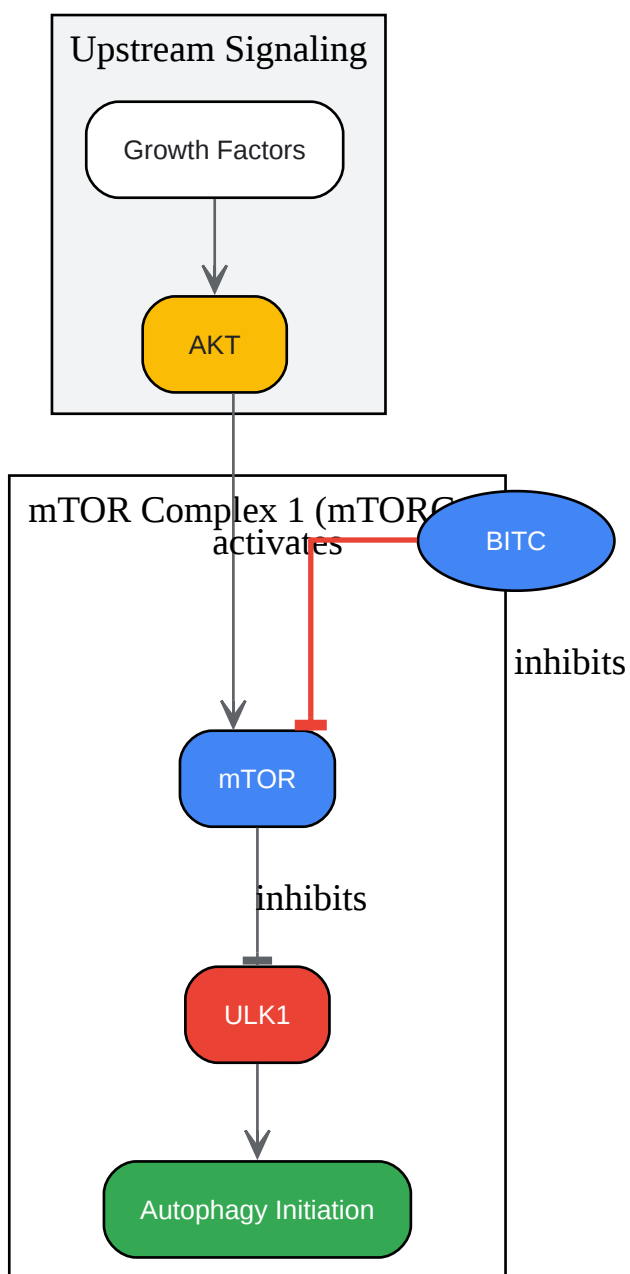 Upstream Signaling
Growth Factors
AKT
mTOR Complex 1 (mTORC
activates
BITC
inhibits
mTOR
inhibits
ULK1
Autophagy Initiation